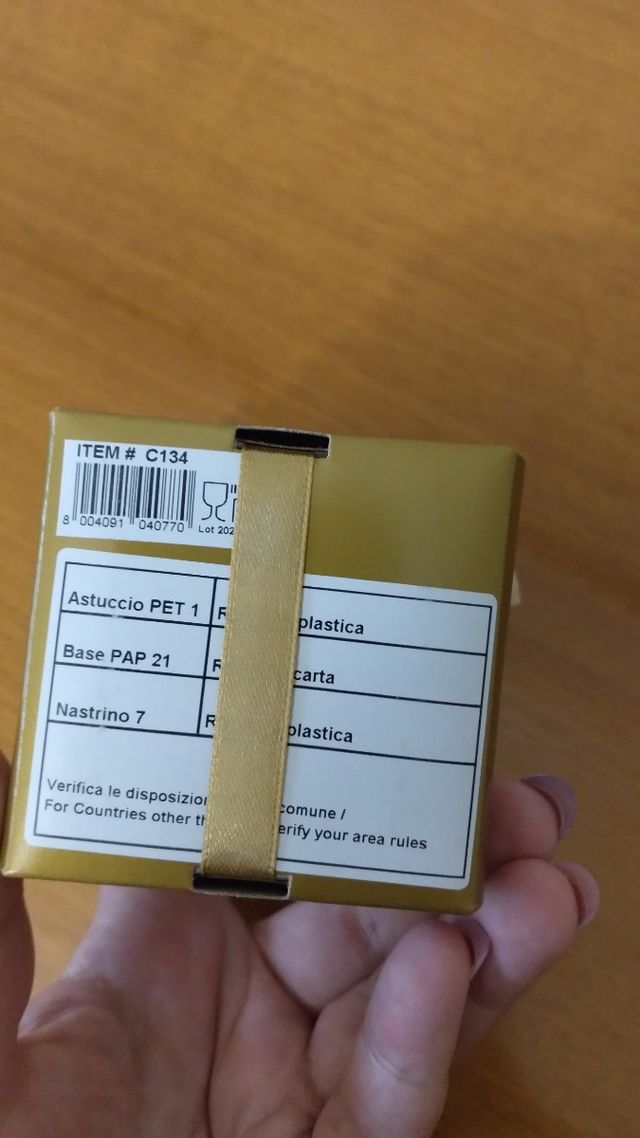 ITEM # C134
8 004091 040770
Lot 202
Astuccio PET 1 R plastica
Base PAP 21 R carta
Nastrino 7 R plastica
Verifica le disposizio comune /
For Countries other th erify your area rules